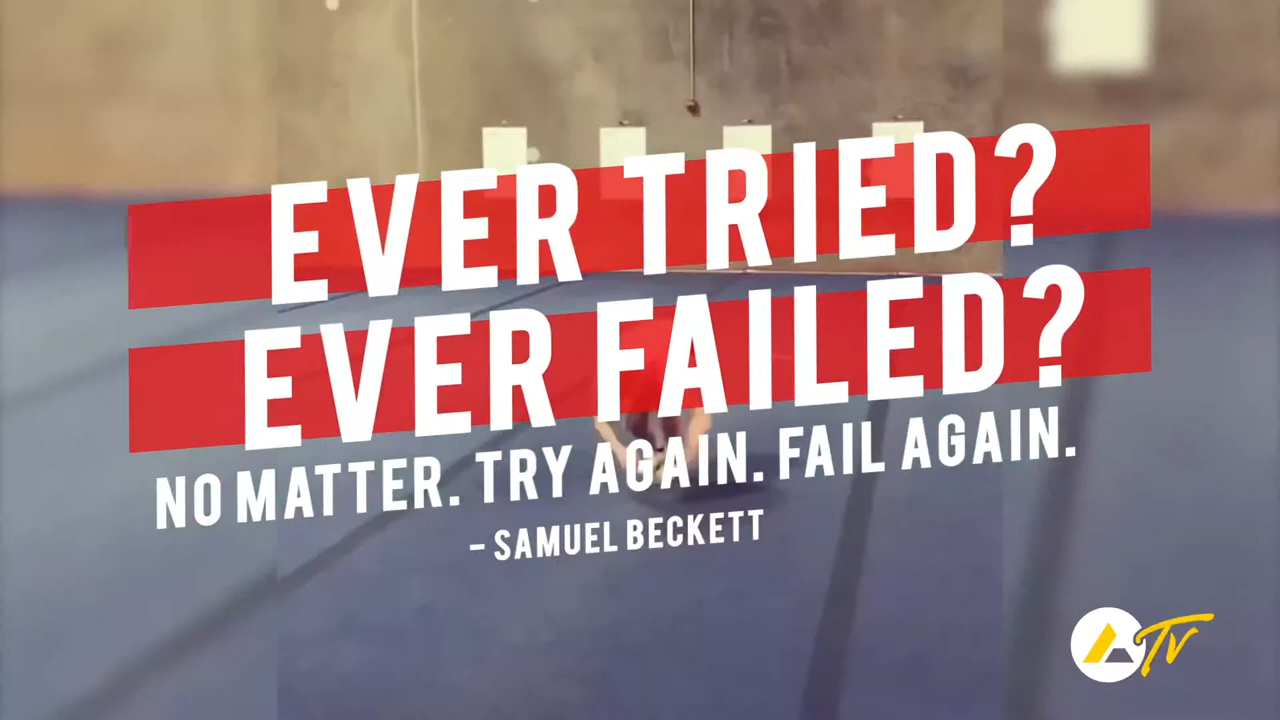 EVER TRIED?
EVER FAILED?
NO MATTER. TRY AGAIN. FAIL AGAIN.
- SAMUEL BECKETT
TV